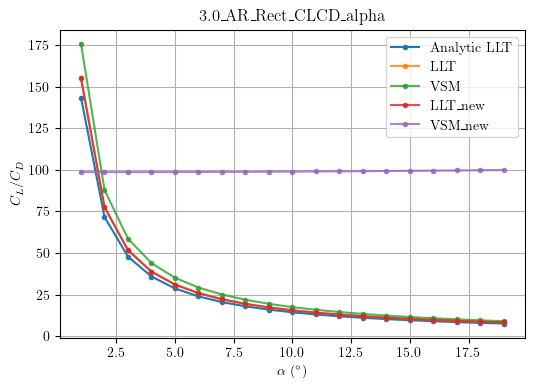 3.0_AR_Rect_CLCD_alpha
C_L/C_D
175
150
125
100
75
50
25
0
Analytic LLT
LLT
VSM
LLT_new
VSM_new
2.5 5.0 7.5 10.0 12.5 15.0 17.5
α (°)